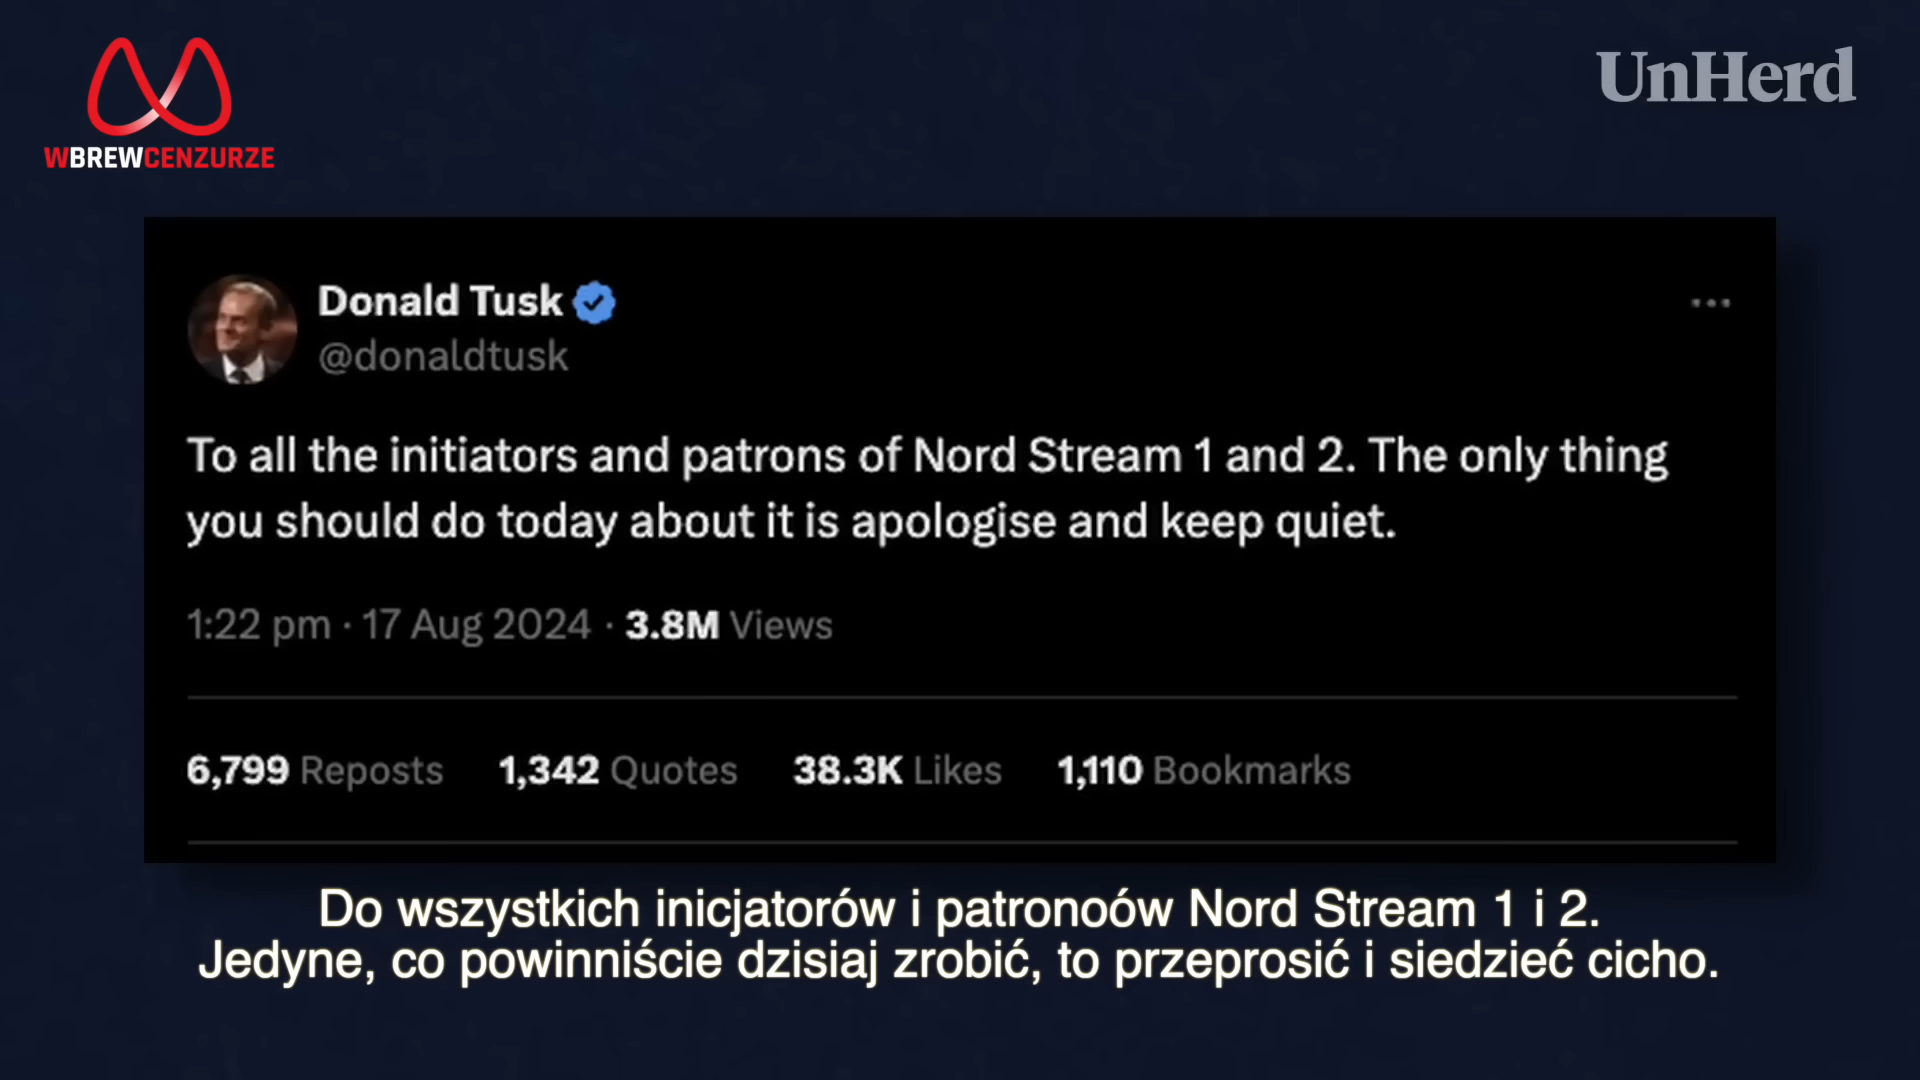 WBREWCENZURZE
UnHerd
Donald Tusk
@donaldtusk
To all the initiators and patrons of Nord Stream 1 and 2. The only thing
you should do today about it is apologise and keep quiet.
1:22 pm · 17 Aug 2024 · 3.8M Views
6,799 Reposts 1,342 Quotes 38.3K Likes 1,110 Bookmarks
Do wszystkich inicjatorów i patronoów Nord Stream 1 i 2.
Jedyne, co powinniście dzisiaj zrobić, to przeprosić i siedzieć cicho.